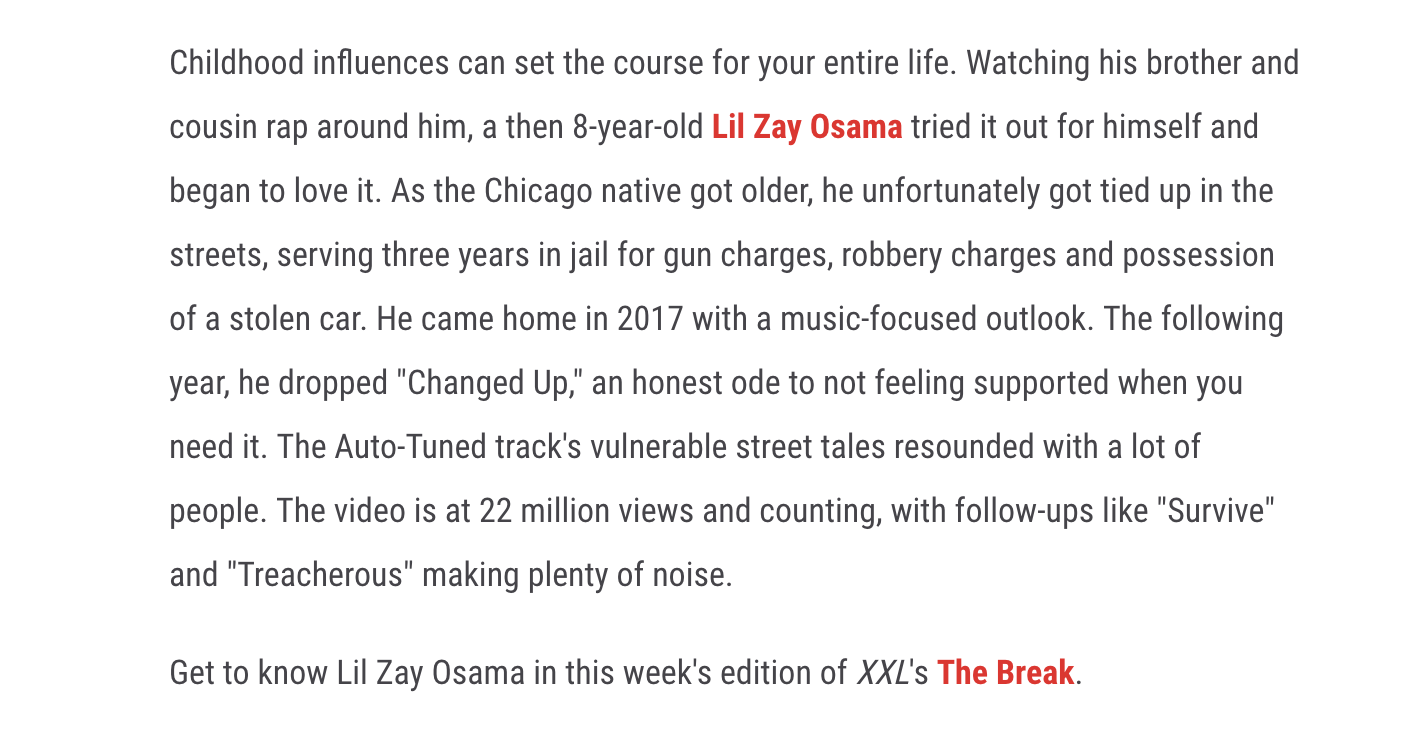 Childhood influences can set the course for your entire life. Watching his brother and
cousin rap around him, a then 8-year-old Lil Zay Osama tried it out for himself and
began to love it. As the Chicago native got older, he unfortunately got tied up in the
streets, serving three years in jail for gun charges, robbery charges and possession
of a stolen car. He came home in 2017 with a music-focused outlook. The following
year, he dropped "Changed Up," an honest ode to not feeling supported when you
need it. The Auto-Tuned track's vulnerable street tales resounded with a lot of
people. The video is at 22 million views and counting, with follow-ups like "Survive"
and "Treacherous" making plenty of noise.
Get to know Lil Zay Osama in this week's edition of XXL's The Break.